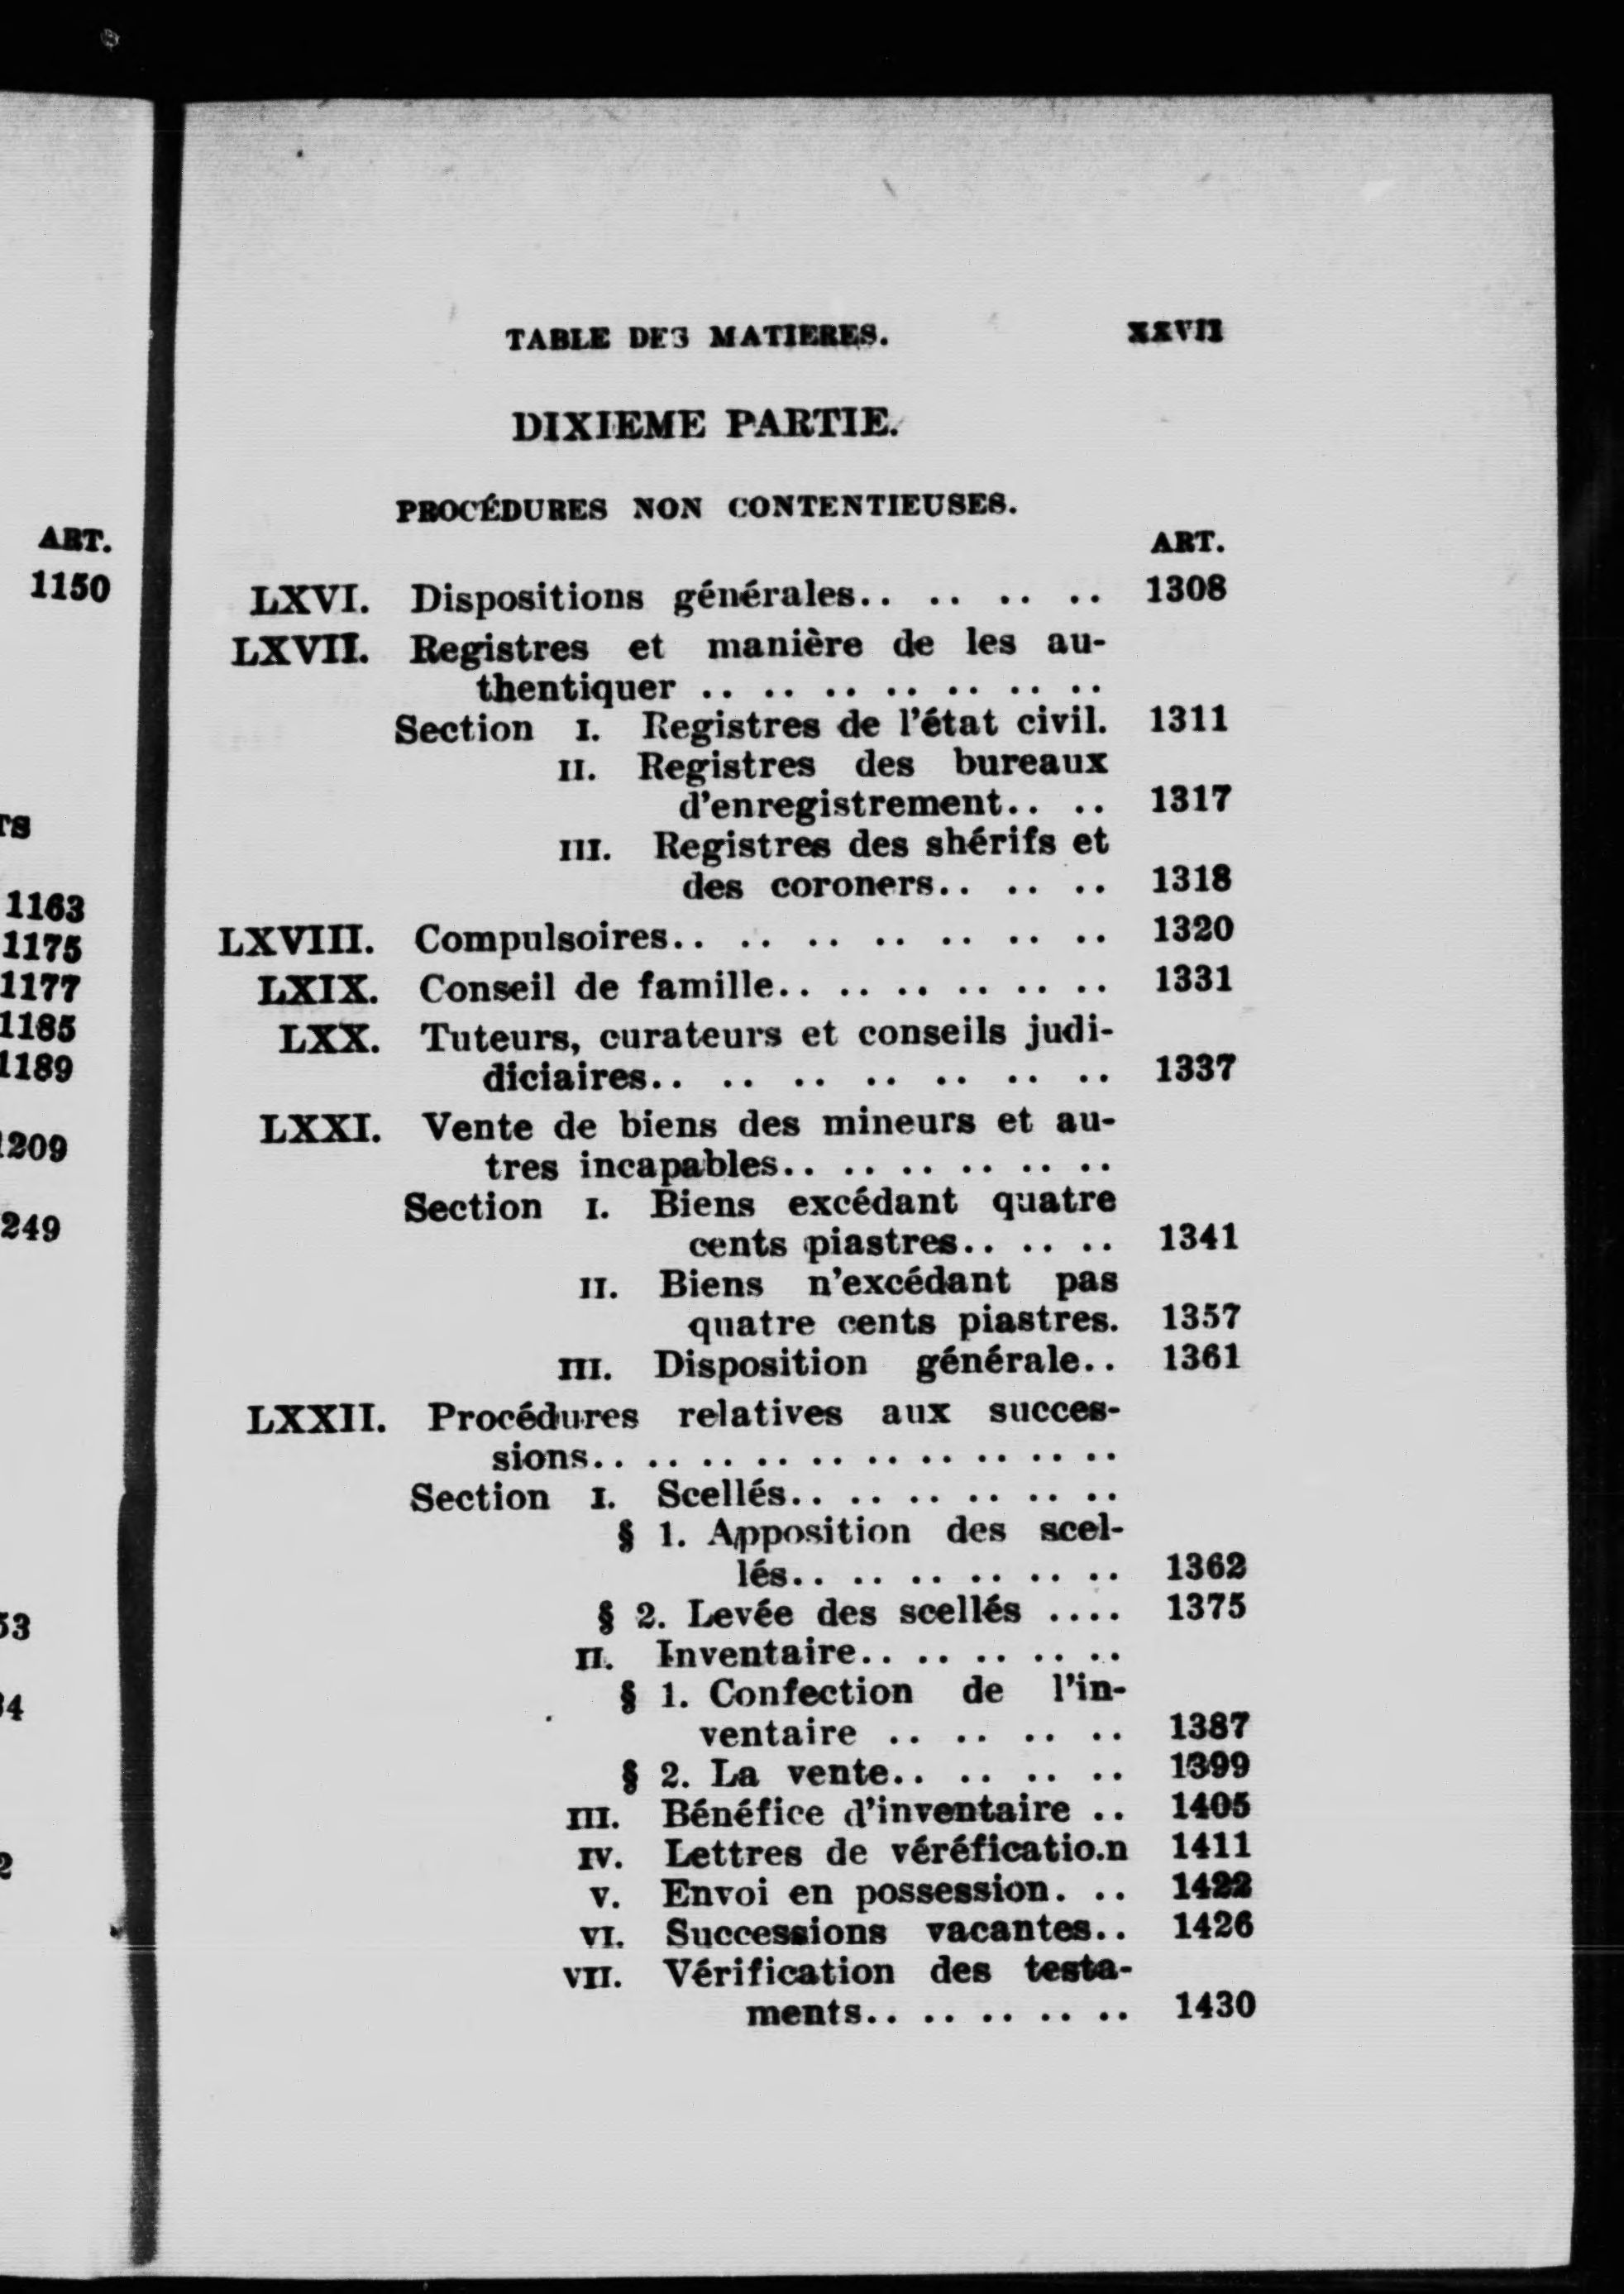 ART.
1150
TS
1163
1175
1177
1185
1189
1209
249
53
4
2
TABLE DES MATIERES. XXVII
DIXIEME PARTIE.
PROCÉDURES NON CONTENTIEUSES.
ART.
LXVI. Dispositions générales.. .. .. .. 1308
LXVII. Registres et manière de les au-
thentiquer .. .. .. .. .. .. ..
Section I. Registres de l'état civil. 1311
II. Registres des bureaux
d'enregistrement.. .. 1317
III. Registres des shérifs et
des coroners.. .. .. 1318
LXVIII. Compulsoires.. .. .. .. .. .. .. 1320
LXIX. Conseil de famille.. .. .. .. .. .. 1331
LXX. Tuteurs, curateurs et conseils judi-
diciaires.. .. .. .. .. .. .. 1337
LXXI. Vente de biens des mineurs et au-
tres incapables.. .. .. .. .. ..
Section I. Biens excédant quatre
cents piastres.. .. .. 1341
II. Biens n'excédant pas
quatre cents piastres. 1357
III. Disposition générale.. 1361
LXXII. Procédures relatives aux succes-
sions.. .. .. .. .. .. .. .. .. ..
Section I. Scellés.. .. .. .. .. ..
§ 1. Apposition des scel-
lés.. .. .. .. .. .. 1362
§ 2. Levée des scellés .... 1375
II. Inventaire.. .. .. .. ..
§ 1. Confection de l'in-
ventaire .. .. .. .. 1387
§ 2. La vente.. .. .. .. 1399
III. Bénéfice d'inventaire .. 1405
IV. Lettres de véréficatio.n 1411
V. Envoi en possession. .. 1422
VI. Successions vacantes.. 1426
VII. Vérification des testa-
ments.. .. .. .. .. 1430